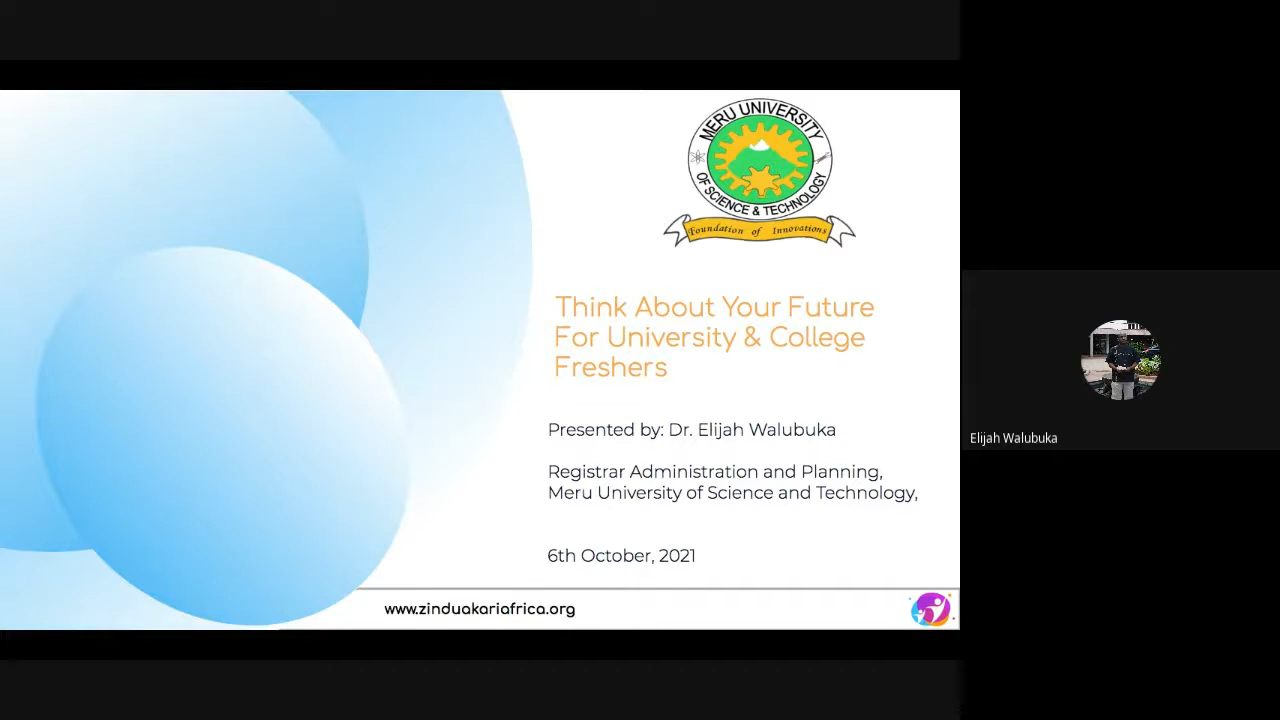 MERU UNIVERSITY
OF SCIENCE & TECHNOLOGY
Foundation of Innovations
Think About Your Future
For University & College
Freshers
Presented by: Dr. Elijah Walubuka
Registrar Administration and Planning,
Meru University of Science and Technology,
6th October, 2021
www.zinduakariafrica.org
Elijah Walubuka